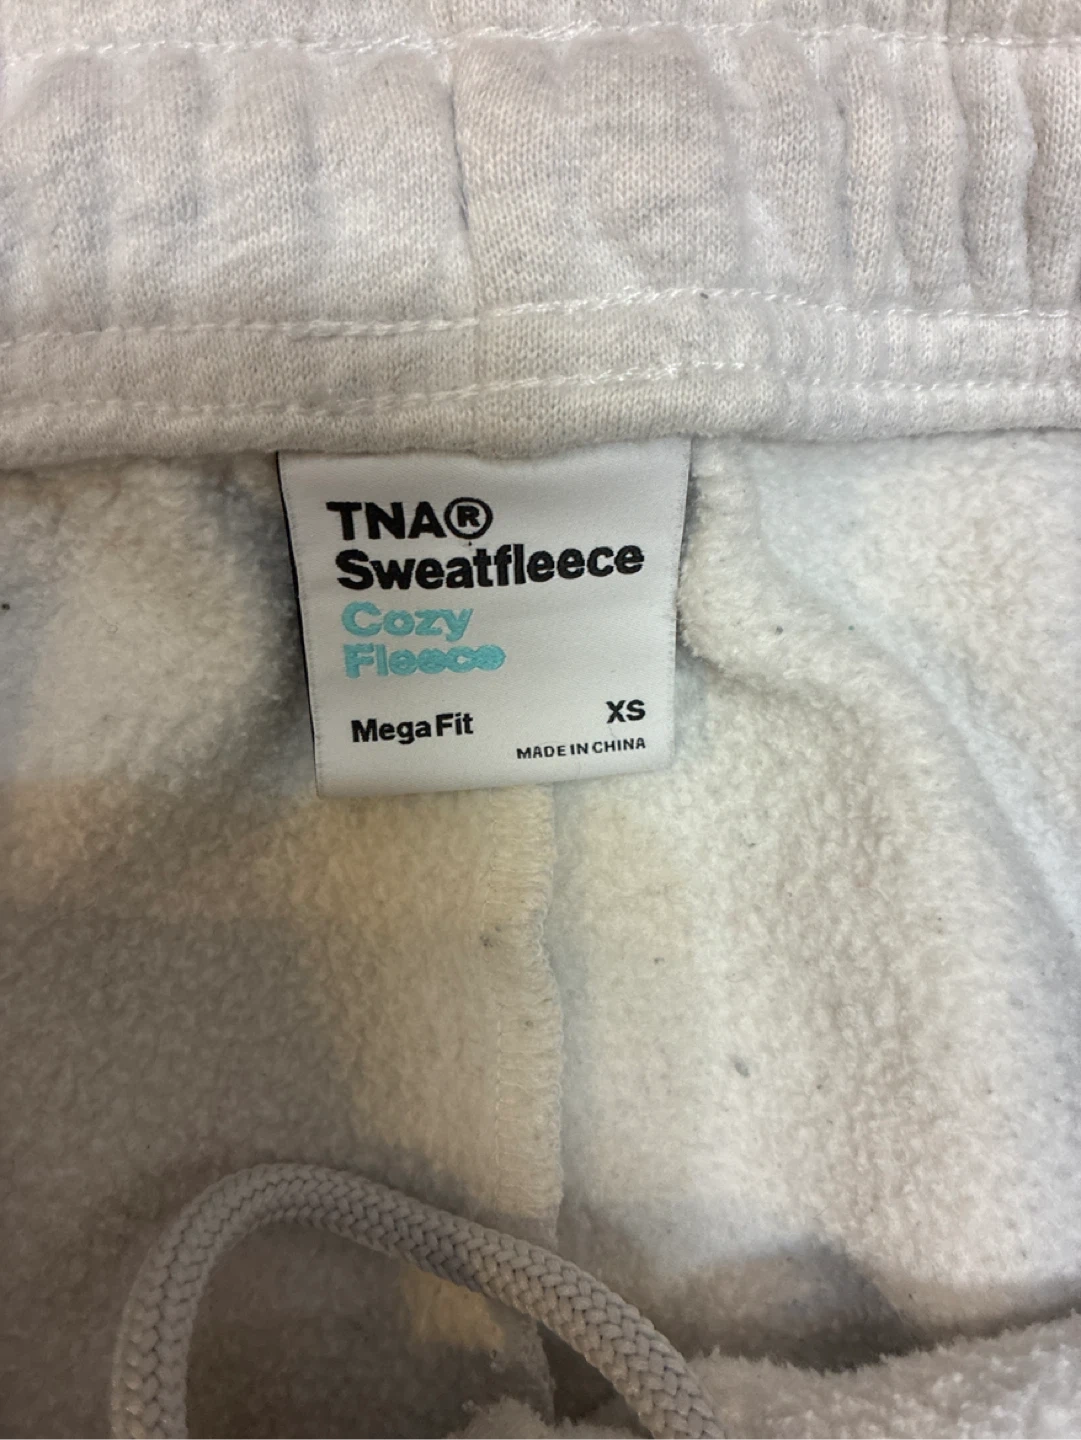 TNA®
Sweatfleece
Cozy
Fleece
Mega Fit
XS
MADE IN CHINA